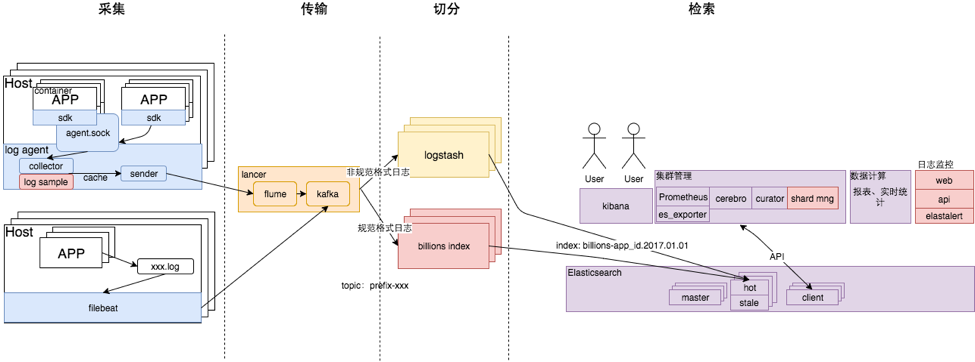 采集
传输
切分
检索
Host
container
APP
APP
sdk
sdk
agent.sock
log agent
collector
log sample
cache
sender
Host
APP
xxx.log
filebeat
lancer
flume
kafka
非规范格式日志
规范格式日志
topic：prefix-xxx
logstash
billions index
index: billions-app_id.2017.01.01
User
User
kibana
集群管理
Prometheus
cerebro
curator
shard mng
es_exporter
数据计算
报表、实时统
计
日志监控
web
api
elastalert
API
Elasticsearch
master
hot
stale
client